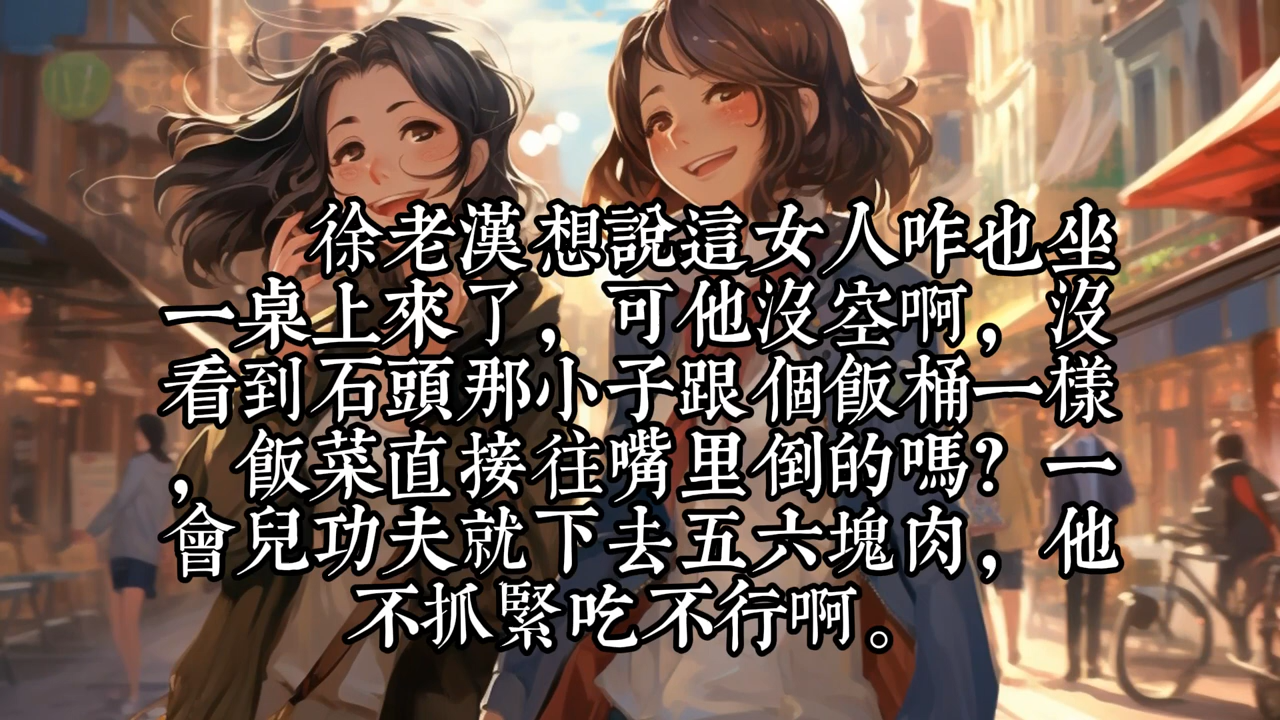 徐老漢想說這女人咋也坐
一桌上來了，可他沒空啊，沒
看到石頭那小子跟個飯桶一樣
，飯菜直接往嘴里倒的嗎？一
會兒功夫就下去五六塊肉，他
不抓緊吃不行啊。